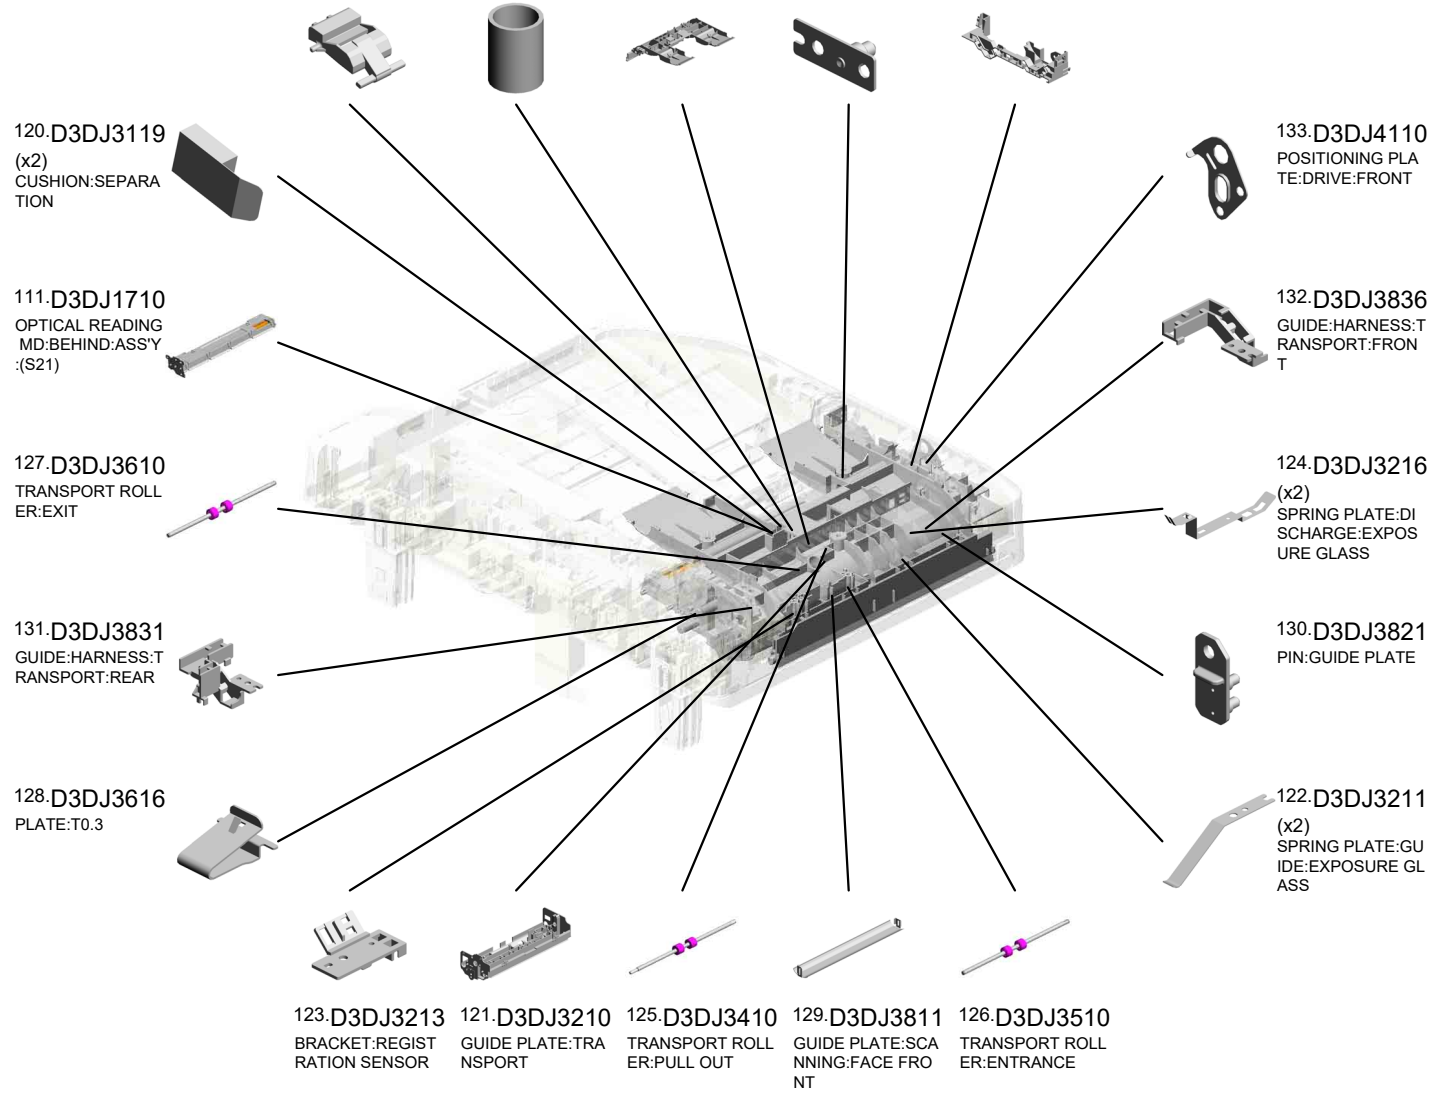 120.D3DJ3119
(x2)
CUSHION:SEPARA
TION
111.D3DJ1710
OPTICAL READING
MD:BEHIND:ASS'Y
:(S21)
127.D3DJ3610
TRANSPORT ROLL
ER:EXIT
131.D3DJ3831
GUIDE:HARNESS:T
RANSPORT:REAR
128.D3DJ3616
PLATE:T0.3
123.D3DJ3213
BRACKET:REGIST
RATION SENSOR
121.D3DJ3210
GUIDE PLATE:TRA
NSPORT
125.D3DJ3410
TRANSPORT ROLL
ER:PULL OUT
129.D3DJ3811
GUIDE PLATE:SCA
NNING:FACE FRO
NT
126.D3DJ3510
TRANSPORT ROLL
ER:ENTRANCE
133.D3DJ4110
POSITIONING PLA
TE:DRIVE:FRONT
132.D3DJ3836
GUIDE:HARNESS:T
RANSPORT:FRON
T
124.D3DJ3216
(x2)
SPRING PLATE:DI
SCHARGE:EXPOS
URE GLASS
130.D3DJ3821
PIN:GUIDE PLATE
122.D3DJ3211
(x2)
SPRING PLATE:GU
IDE:EXPOSURE GL
ASS